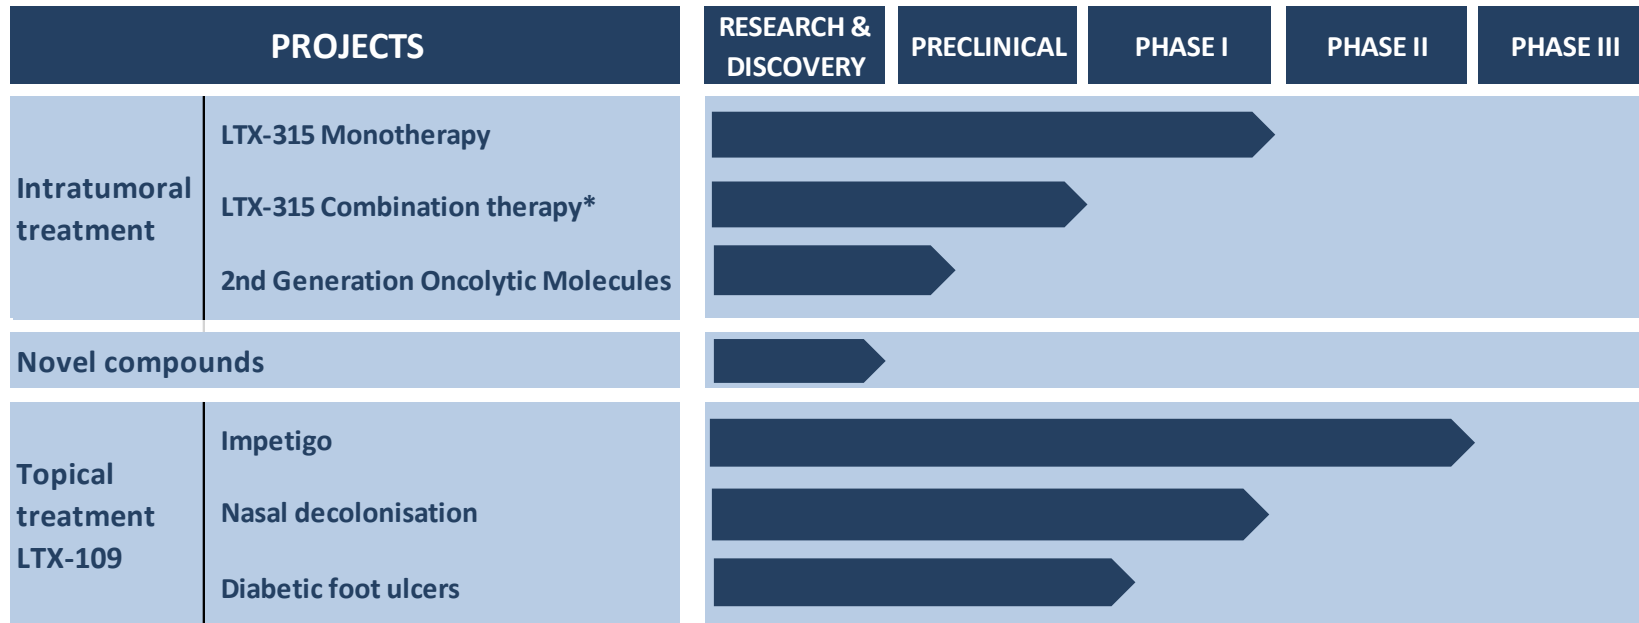 PROJECTS
RESEARCH &
DISCOVERY
PRECLINICAL
PHASE I
PHASE II
PHASE III
Intratumoral
treatment
LTX-315 Monotherapy
LTX-315 Combination therapy*
2nd Generation Oncolytic Molecules
Novel compounds
Topical
treatment
LTX-109
Impetigo
Nasal decolonisation
Diabetic foot ulcers